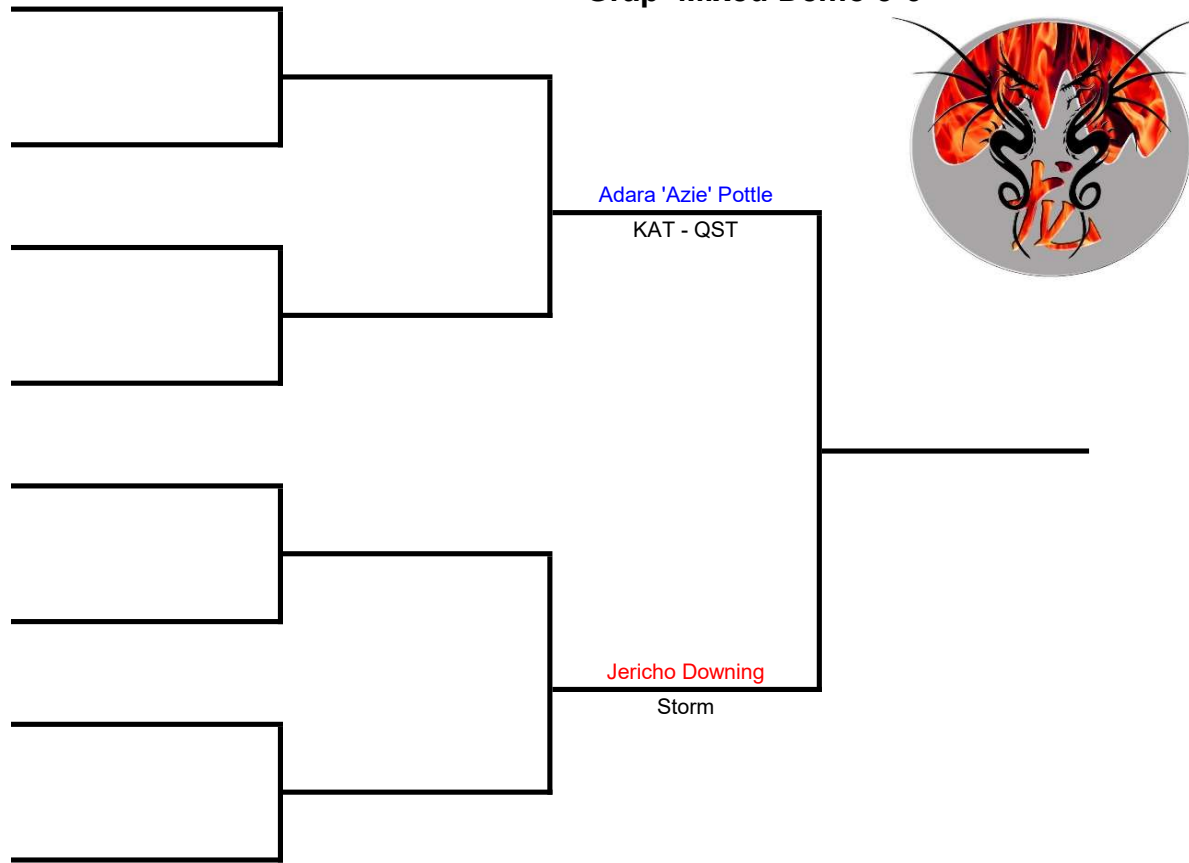 Adara 'Azie' Pottle
KAT - QST
Jericho Downing
Storm